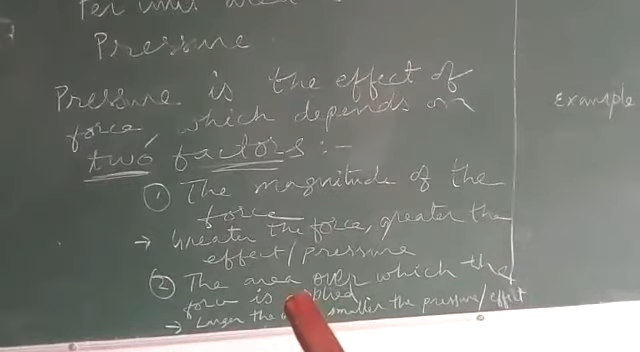 Per unit area
Pressure
Pressure is the effect of
force, which depends on
two factors :-
① The magnitude of the
force
→ Greater the force, greater the
effect/pressure
② The area over which the
force is applied
→ Larger the smaller the pressure/effect
Example